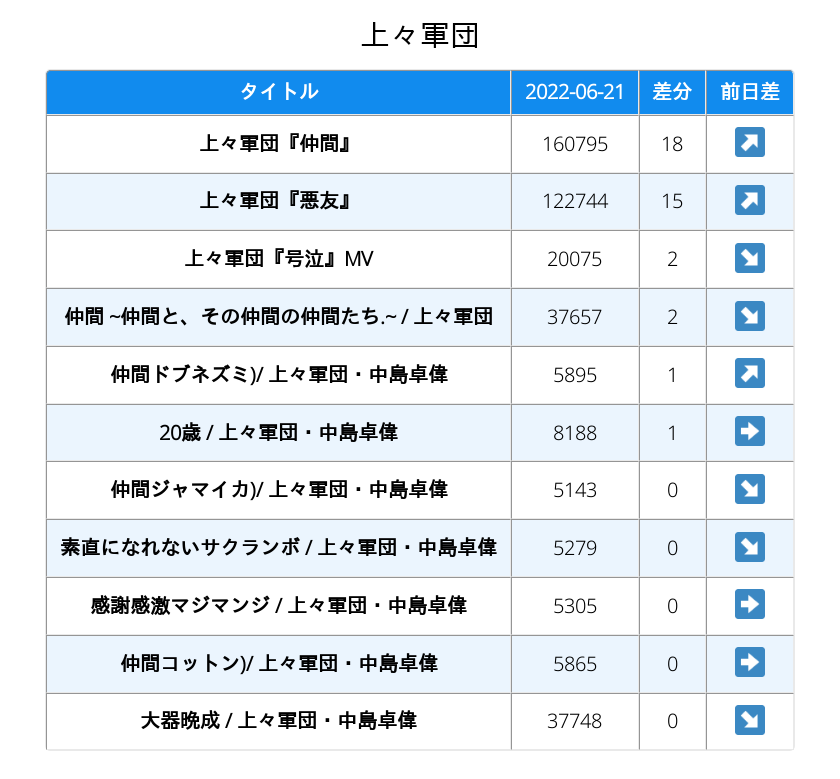 上々軍団
タイトル 2022-06-21 差分 前日差
上々軍団『仲間』 160795 18 ↗
上々軍団『悪友』 122744 15 ↗
上々軍団『号泣』MV 20075 2 ↘
仲間 ~仲間と、その仲間の仲間たち.~ / 上々軍団 37657 2 ↘
仲間ドブネズミ)/ 上々軍団・中島卓偉 5895 1 ↗
20歳 / 上々軍団・中島卓偉 8188 1 ➡
仲間ジャマイカ)/ 上々軍団・中島卓偉 5143 0 ↘
素直になれないサクランボ / 上々軍団・中島卓偉 5279 0 ↘
感謝感激マジマンジ / 上々軍団・中島卓偉 5305 0 ➡
仲間コットン)/ 上々軍団・中島卓偉 5865 0 ➡
大器晩成 / 上々軍団・中島卓偉 37748 0 ↘